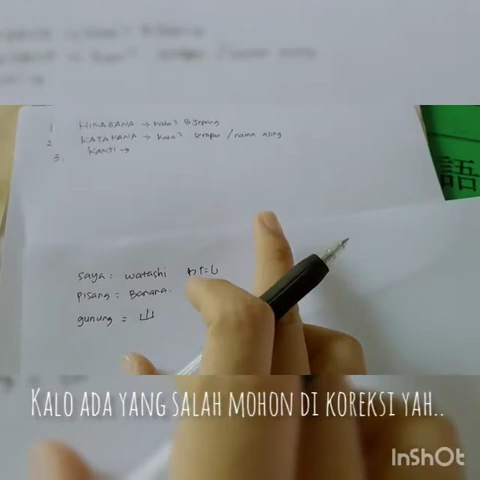 1 HIRAGANA → kata² B. Jepang
2 KATAKANA → kata² serapan / nama asing
3. KANJI →
語
saya : watashi わたし
pisang : Banana.
gunung = 山
KALO ADA YANG SALAH MOHON DI KOREKSI YAH..
INSHOT